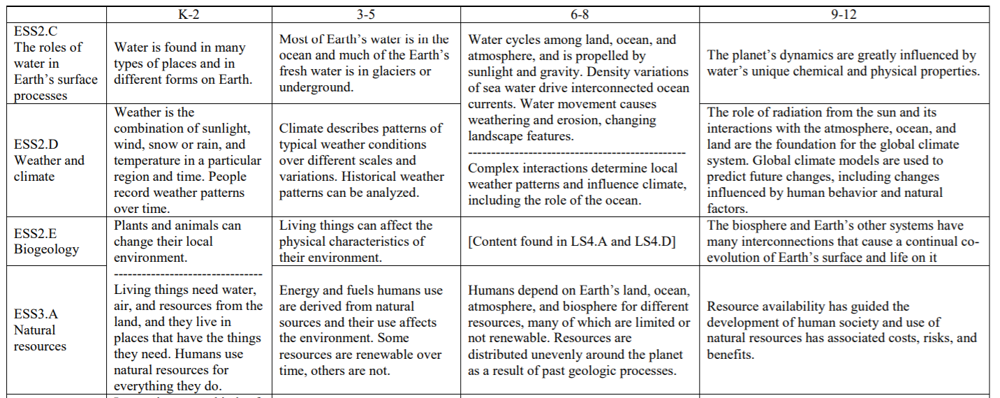 K-2
3-5
6-8
9-12
ESS2.C
The roles of
water in
Earth's surface
processes
Water is found in many
types of places and in
different forms on Earth.
Most of Earth's water is in the
ocean and much of the Earth's
fresh water is in glaciers or
underground.
Water cycles among land, ocean, and
atmosphere, and is propelled by
sunlight and gravity. Density variations
of sea water drive interconnected ocean
currents. Water movement causes
weathering and erosion, changing
landscape features.
-----------------------------------------------
Complex interactions determine local
weather patterns and influence climate,
including the role of the ocean.
The planet's dynamics are greatly influenced by
water's unique chemical and physical properties.
ESS2.D
Weather and
climate
Weather is the
combination of sunlight,
wind, snow or rain, and
temperature in a particular
region and time. People
record weather patterns
over time.
Climate describes patterns of
typical weather conditions
over different scales and
variations. Historical weather
patterns can be analyzed.
The role of radiation from the sun and its
interactions with the atmosphere, ocean, and
land are the foundation for the global climate
system. Global climate models are used to
predict future changes, including changes
influenced by human behavior and natural
factors.
ESS2.E
Biogeology
Plants and animals can
change their local
environment.
--------------------------------
Living things need water,
air, and resources from the
land, and they live in
places that have the things
they need. Humans use
natural resources for
everything they do.
Living things can affect the
physical characteristics of
their environment.
[Content found in LS4.A and LS4.D]
The biosphere and Earth's other systems have
many interconnections that cause a continual co-
evolution of Earth's surface and life on it
ESS3.A
Natural
resources
Energy and fuels humans use
are derived from natural
sources and their use affects
the environment. Some
resources are renewable over
time, others are not.
Humans depend on Earth's land, ocean,
atmosphere, and biosphere for different
resources, many of which are limited or
not renewable. Resources are
distributed unevenly around the planet
as a result of past geologic processes.
Resource availability has guided the
development of human society and use of
natural resources has associated costs, risks, and
benefits.